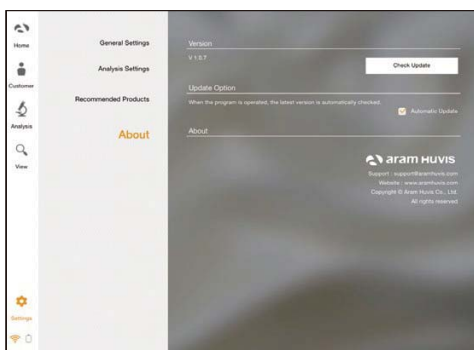 Home
Customer
Analysis
View
Settings
General Settings
Analysis Settings
Recommended Products
About
Version
V 1.0.7
Check Update
Update Option
When the program is operated, the latest version is automatically checked.
Automatic Update
About
aram HUVIS
Support : support@aramhuvis.com
Website : www.aramhuvis.com
Copyright © Aram Huvis Co., Ltd.
All rights reserved